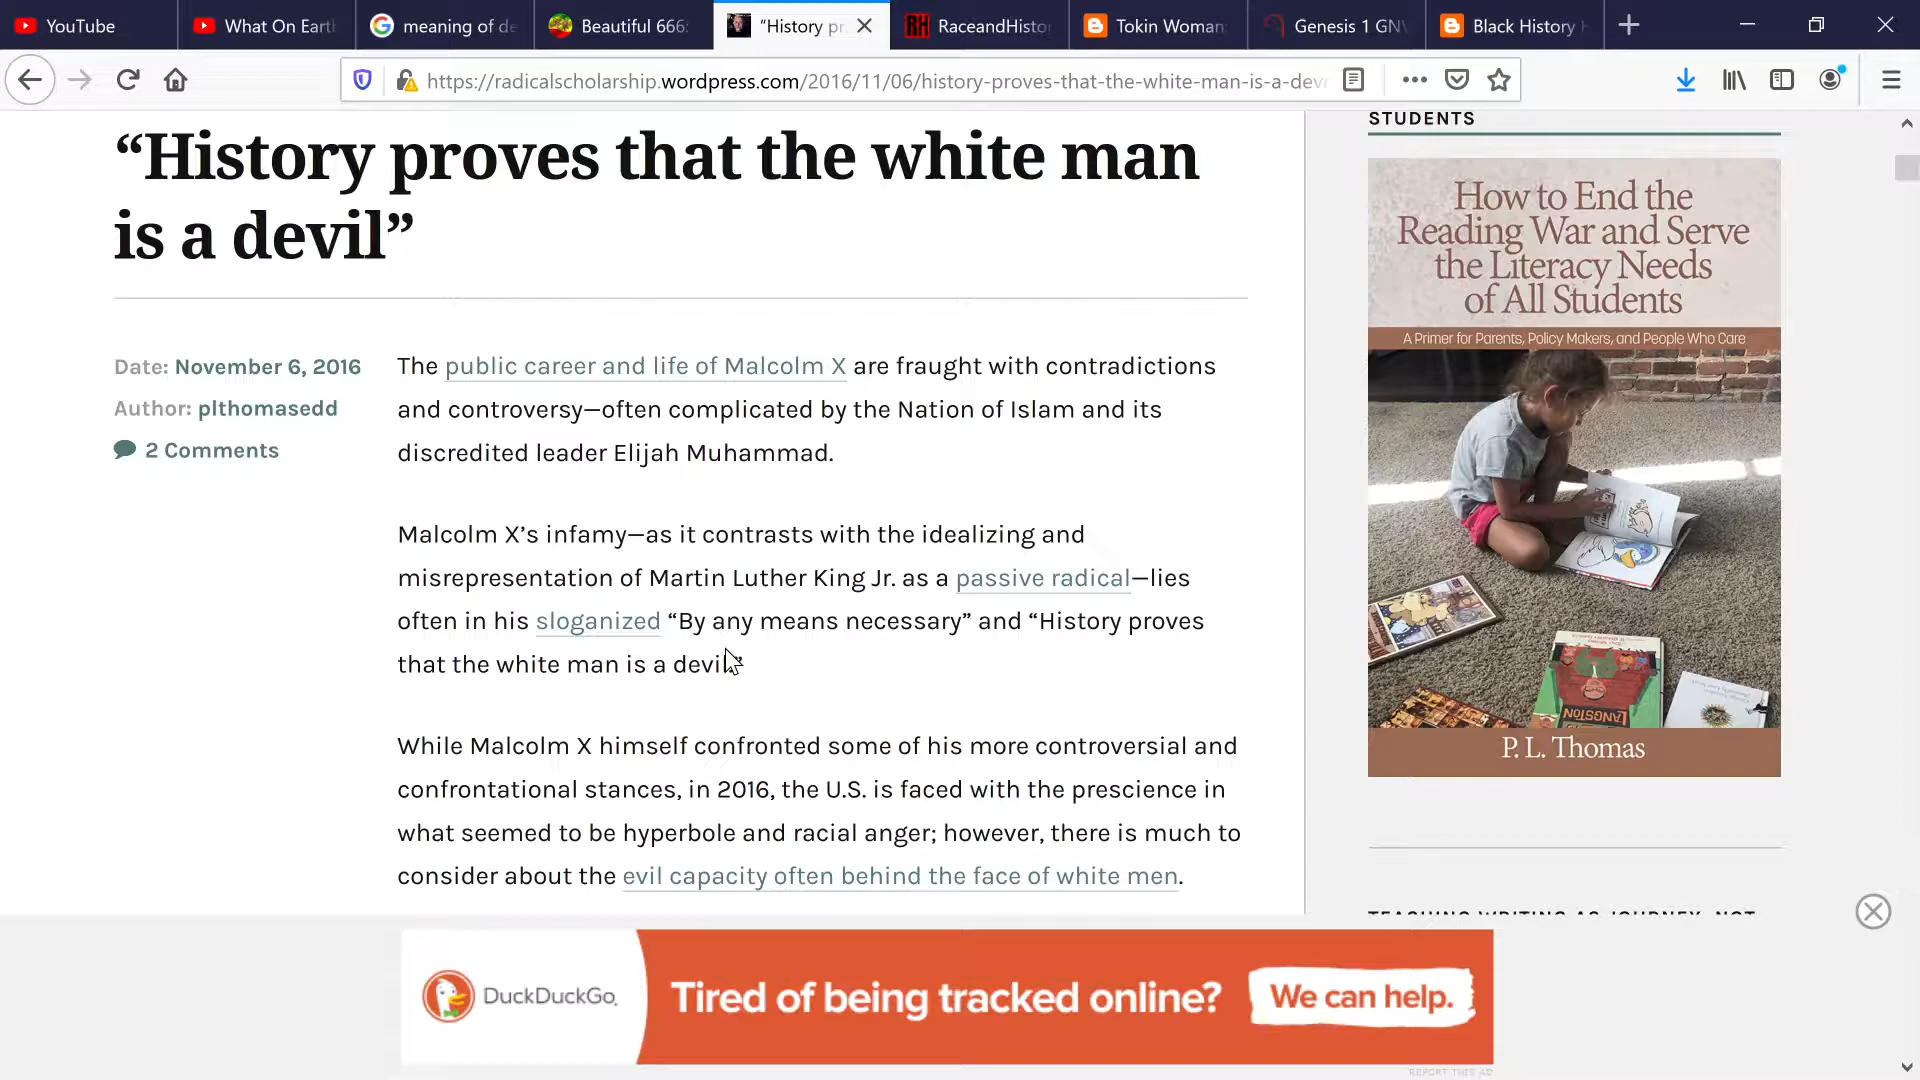 YouTube
What On Eart
meaning of de
Beautiful 666:
“History pr
RaceandHisto
Tokin Woman:
Genesis 1 GN
Black History H
https://radicalscholarship.wordpress.com/2016/11/06/history-proves-that-the-white-man-is-a-dev
“History proves that the white man
is a devil”
Date: November 6, 2016
Author: plthomasedd
2 Comments
The public career and life of Malcolm X are fraught with contradictions
and controversy—often complicated by the Nation of Islam and its
discredited leader Elijah Muhammad.
Malcolm X’s infamy—as it contrasts with the idealizing and
misrepresentation of Martin Luther King Jr. as a passive radical—lies
often in his sloganized “By any means necessary” and “History proves
that the white man is a devil”
While Malcolm X himself confronted some of his more controversial and
confrontational stances, in 2016, the U.S. is faced with the prescience in
what seemed to be hyperbole and racial anger; however, there is much to
consider about the evil capacity often behind the face of white men.
STUDENTS
How to End the
Reading War and Serve
the Literacy Needs
of All Students
A Primer for Parents, Policy Makers, and People Who Care
LANGSTON
P. L. Thomas
TEACHING WRITING AS JOURNEY, NOT
DuckDuckGo.
Tired of being tracked online?
We can help.
REPORT THIS AD